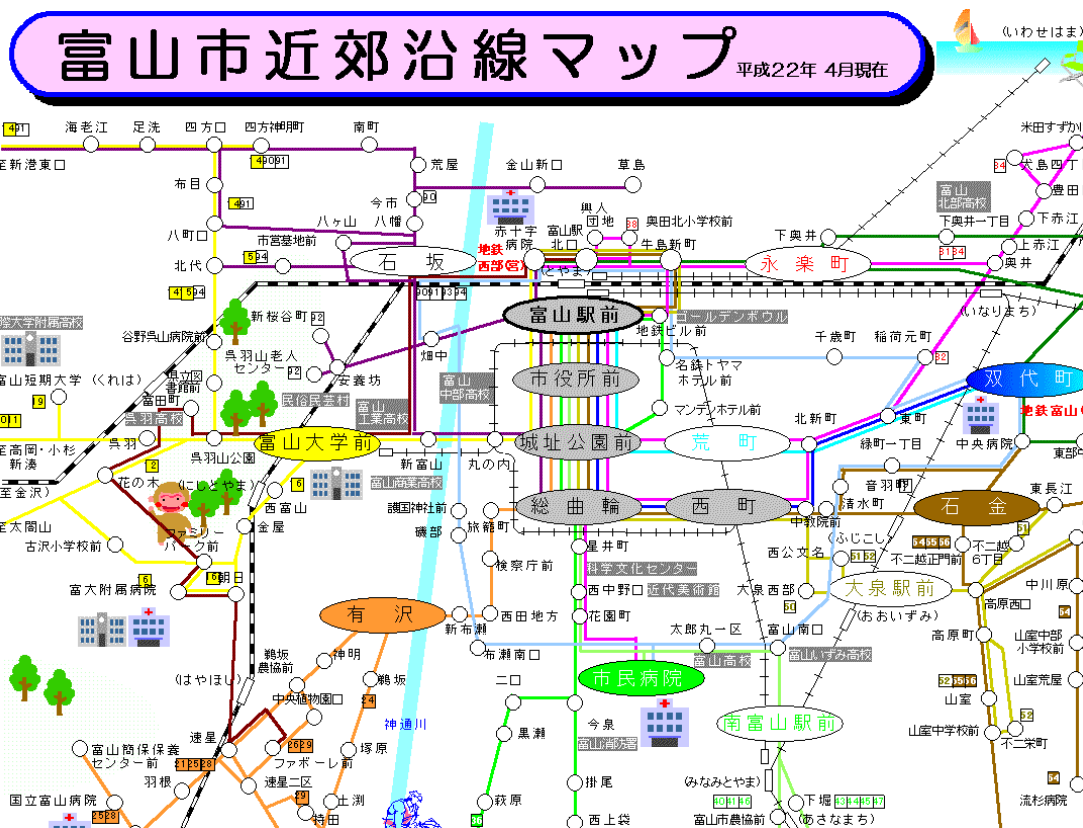 富山市近郊沿線マップ
平成22年 4月現在
(いわせはま)
海老江
足洗
四方口
四方神明町
南町
至新港東口
荒屋
金山新口
草島
布目
今市
八幡
八ヶ山
八町口
市営墓地前
北代
石坂
地鉄
西部(営)
赤十字
病院
富山駅
北口
興人
団地
奥田北小学校前
牛島新町
(とやま)
下奥井
永楽町
富山
北部高校
下奥井一丁目
下赤江
上赤江
奥井
豊田
犬島四丁
米田すずか
際大学附属高校
谷野呉山病院前
新桜谷町
呉羽山老人
センター
安養坊
畑中
富山駅前
地鉄ビル前
ゴールデンボウル
(いなりまち)
千歳町
稲荷元町
名鉄トヤマ
ホテル前
富山短期大学
(くれは)
県立図
書館前
富田町
呉羽高校
民俗民芸村
富山
工業高校
富山
中部高校
市役所前
マンテンホテル前
双代町
地鉄富山
中央病院
北新町
東町
緑町一丁目
至高岡・小杉
新湊
呉羽
呉羽山公園
富山大学前
新富山
丸の内
城址公園前
荒町
東部
至金沢)
花の木
(にしとやま)
西富山
富山商業高校
総曲輪
西町
音羽町
清水町
中教院前
石金
東長江
至太閤山
古沢小学校前
ファミリー
パーク前
金屋
護国神社前
磯部
旅籠町
検察庁前
星井町
科学文化センター
西公文名
(ふじこし)
不二越正門前
不二越
6丁目
朝日
富大附属病院
有沢
新布瀬
西田地方
西中野口
近代美術館
花園町
大泉西部
大泉駅前
(おおいずみ)
高原西口
中川原
布瀬南口
太郎丸一区
富山南口
富山高校
富山いずみ高校
高原町
山室中部
小学校前
鵜坂
農協前
神明
(はやほし)
中央植物園口
鵜坂
二口
市民病院
山室
山室荒屋
神通川
黒瀬
今泉
富山消防署
南富山駅前
山室中学校前
不二栄町
速星
富山簡保保養
センター前
ファボーレ前
塚原
羽根
速星二区
掛尾
(みなみとやま)
国立富山病院
土渕
持田
萩原
西上袋
富山市農協前
下堀
(あさなまち)
流杉病院